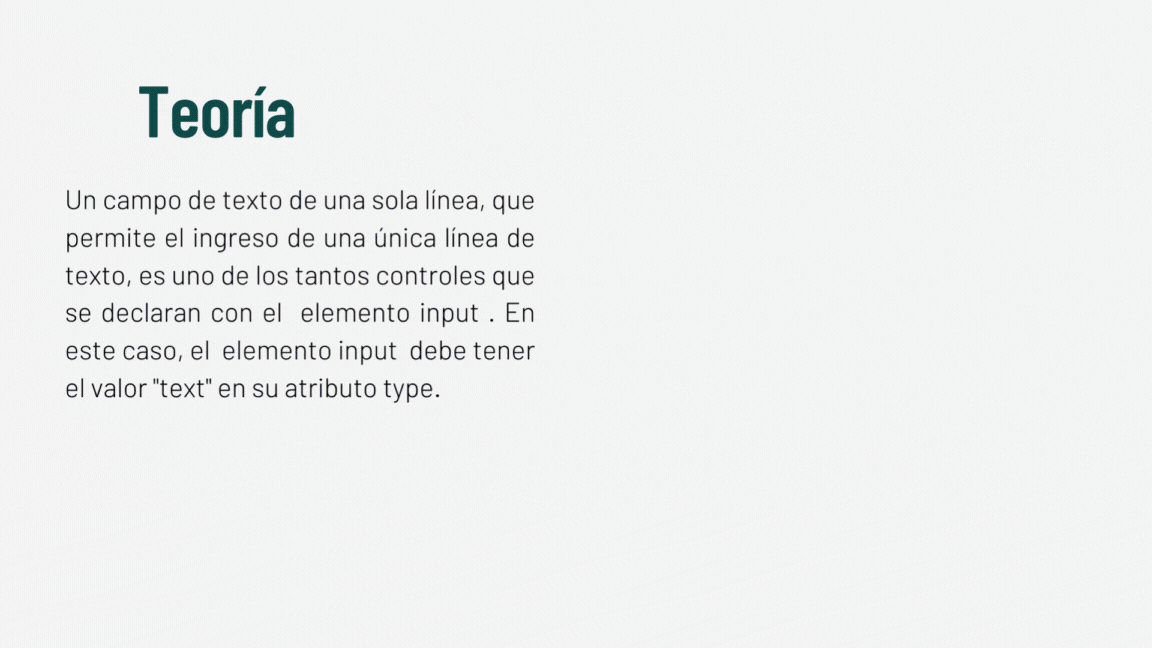 Teoría
Un campo de texto de una sola línea, que
permite el ingreso de una única línea de
texto, es uno de los tantos controles que
se declaran con el elemento input . En
este caso, el elemento input debe tener
el valor "text" en su atributo type.